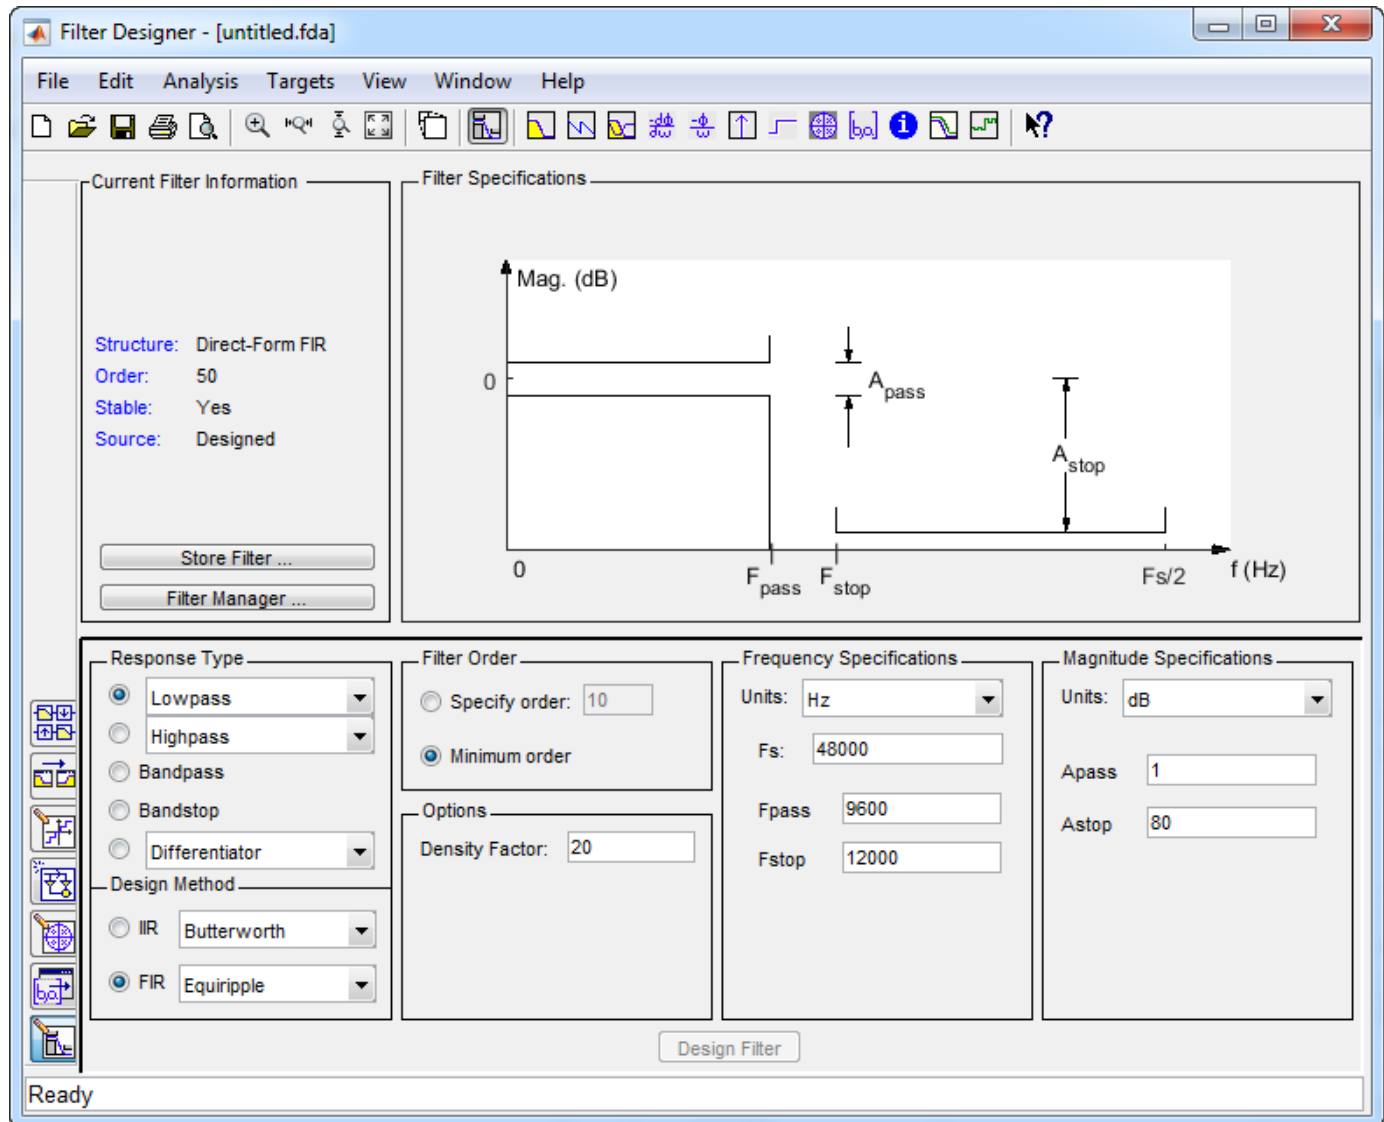 Filter Designer - [untitled.fda]
File Edit Analysis Targets View Window Help
Current Filter Information
Structure: Direct-Form FIR
Order: 50
Stable: Yes
Source: Designed
Store Filter ...
Filter Manager ...
Filter Specifications
Mag. (dB)
0
Apass
Astop
0
Fpass
Fstop
Fs/2
f (Hz)
Response Type
Lowpass
Highpass
Bandpass
Bandstop
Differentiator
Design Method
IIR Butterworth
FIR Equiripple
Filter Order
Specify order: 10
Minimum order
Options
Density Factor: 20
Frequency Specifications
Units: Hz
Fs: 48000
Fpass 9600
Fstop 12000
Magnitude Specifications
Units: dB
Apass 1
Astop 80
Design Filter
Ready